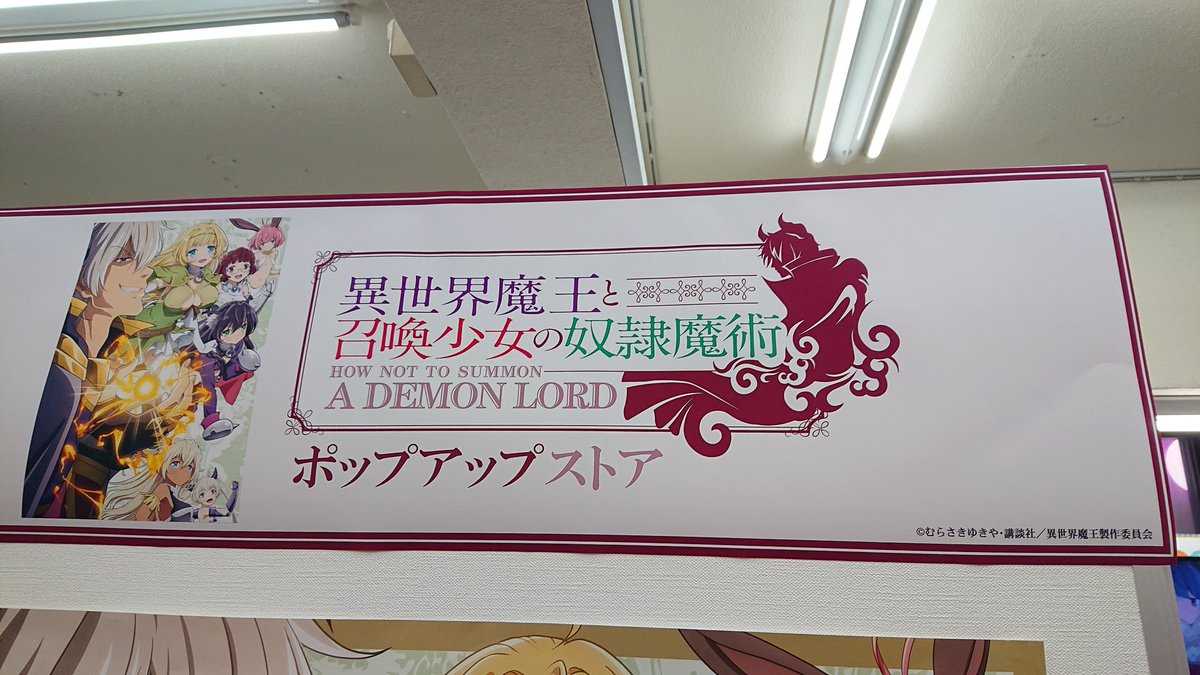 異世界魔王と
召喚少女の奴隷魔術
HOW NOT TO SUMMON
A DEMON LORD
ポップアップストア
©むらさきゆきや・講談社／異世界魔王製作委員会